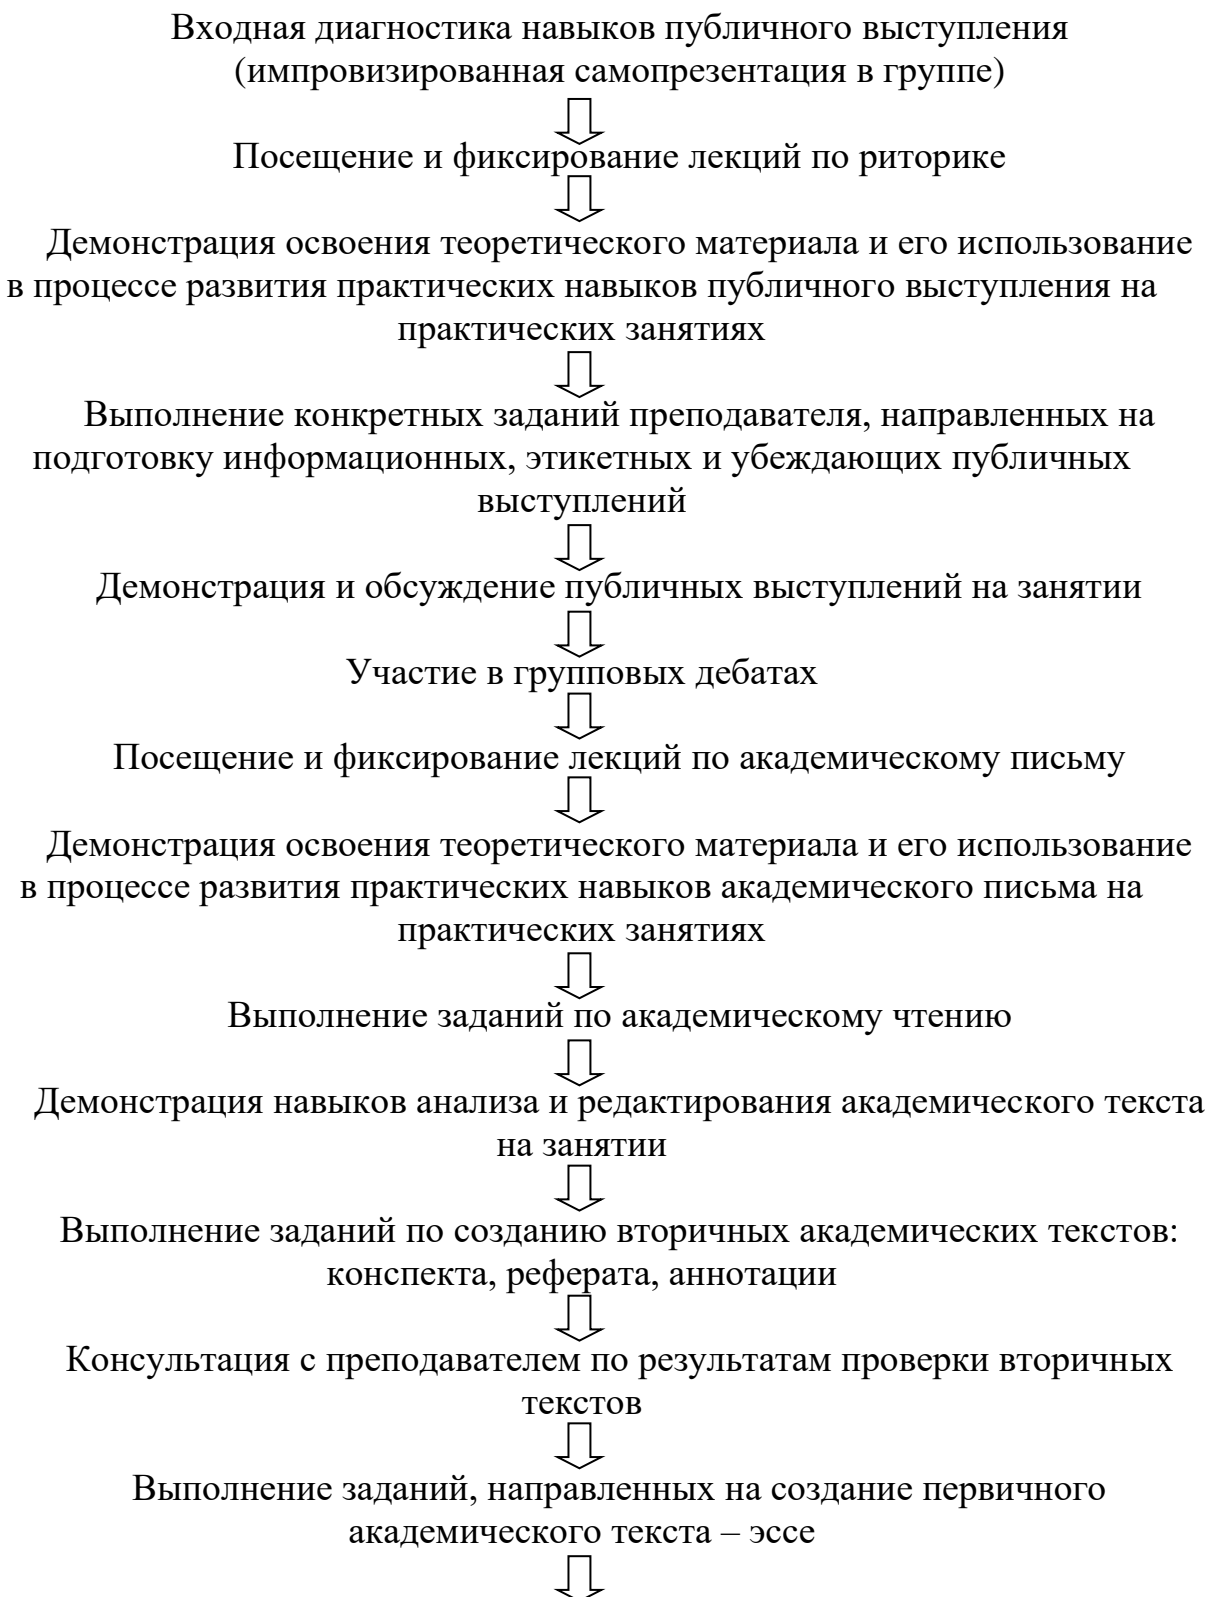 Входная диагностика навыков публичного выступления
(импровизированная самопрезентация в группе)
Посещение и фиксирование лекций по риторике
Демонстрация освоения теоретического материала и его использование
в процессе развития практических навыков публичного выступления на
практических занятиях
Выполнение конкретных заданий преподавателя, направленных на
подготовку информационных, этикетных и убеждающих публичных
выступлений
Демонстрация и обсуждение публичных выступлений на занятии
Участие в групповых дебатах
Посещение и фиксирование лекций по академическому письму
Демонстрация освоения теоретического материала и его использование
в процессе развития практических навыков академического письма на
практических занятиях
Выполнение заданий по академическому чтению
Демонстрация навыков анализа и редактирования академического текста
на занятии
Выполнение заданий по созданию вторичных академических текстов:
конспекта, реферата, аннотации
Консультация с преподавателем по результатам проверки вторичных
текстов
Выполнение заданий, направленных на создание первичного
академического текста – эссе